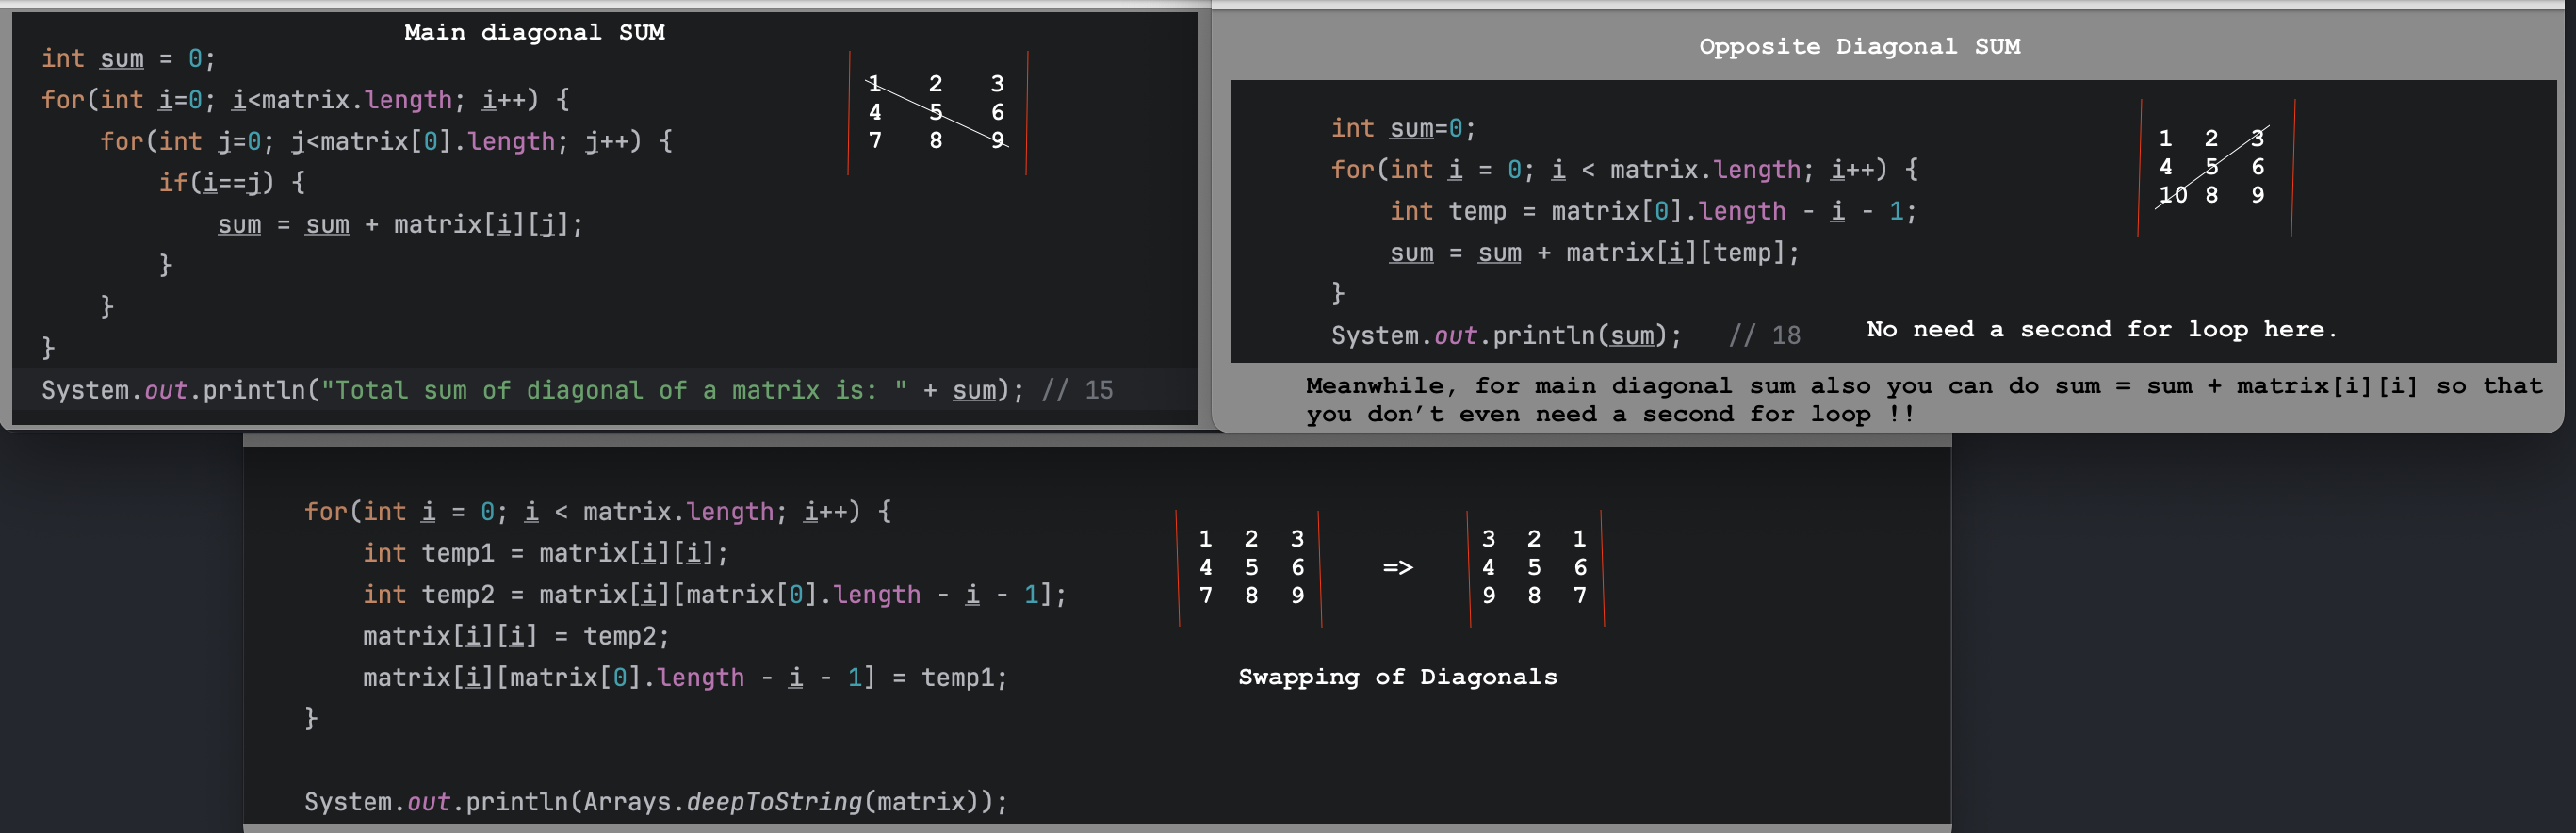 Main diagonal SUM
int sum = 0;
for(int i=0; i<matrix.length; i++) {
    for(int j=0; j<matrix[0].length; j++) {
        if(i==j) {
            sum = sum + matrix[i][j];
        }
    }
}
System.out.println("Total sum of diagonal of a matrix is: " + sum); // 15
1 2 3
4 5 6
7 8 9
Opposite Diagonal SUM
int sum=0;
for(int i = 0; i < matrix.length; i++) {
    int temp = matrix[0].length - i - 1;
    sum = sum + matrix[i][temp];
}
System.out.println(sum);   // 18
1 2 3
4 5 6
10 8 9
No need a second for loop here.
Meanwhile, for main diagonal sum also you can do sum = sum + matrix[i][i] so that
you don’t even need a second for loop !!
for(int i = 0; i < matrix.length; i++) {
    int temp1 = matrix[i][i];
    int temp2 = matrix[i][matrix[0].length - i - 1];
    matrix[i][i] = temp2;
    matrix[i][matrix[0].length - i - 1] = temp1;
}
System.out.println(Arrays.deepToString(matrix));
1 2 3    3 2 1
4 5 6 => 4 5 6
7 8 9    9 8 7
Swapping of Diagonals